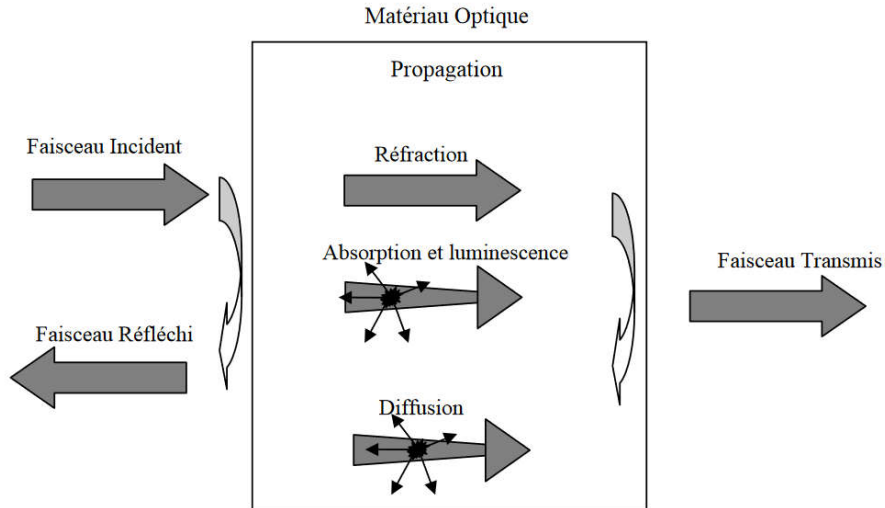 Matériau Optique
Propagation
Faisceau Incident
Réfraction
Absorption et luminescence
Faisceau Transmis
Faisceau Réfléchi
Diffusion